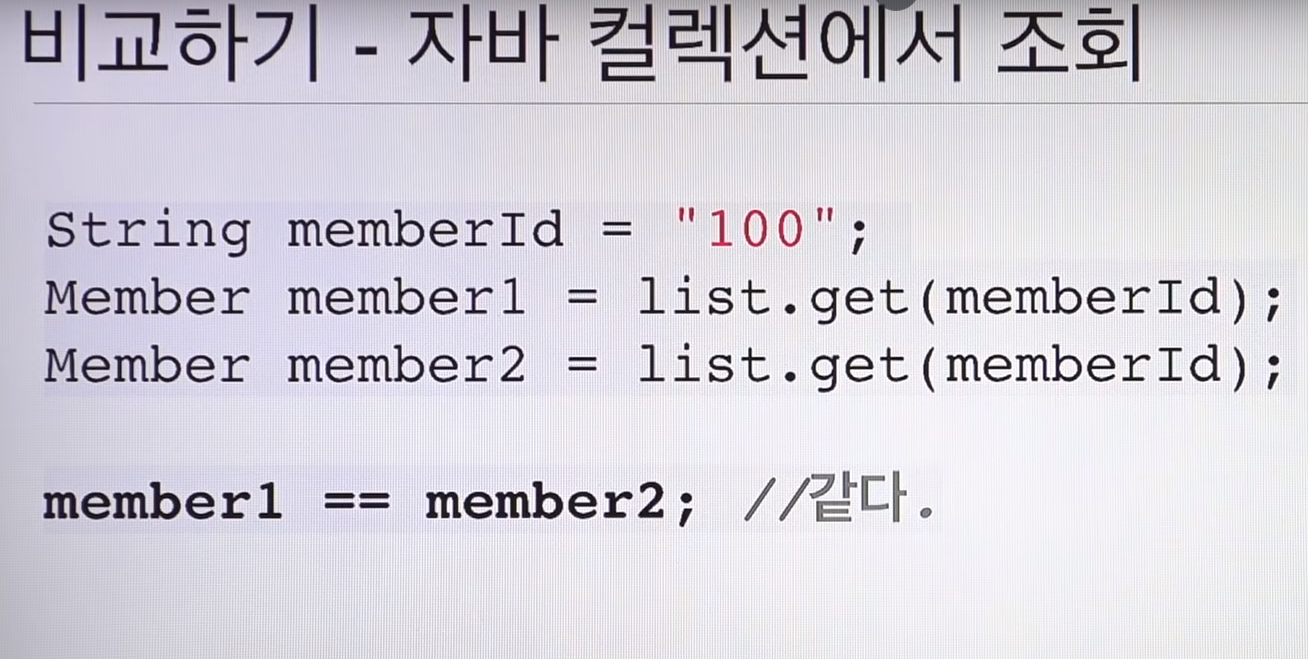 비교하기 - 자바 컬렉션에서 조회
String memberId = "100";
Member member1 = list.get(memberId);
Member member2 = list.get(memberId);
member1 == member2; //같다.